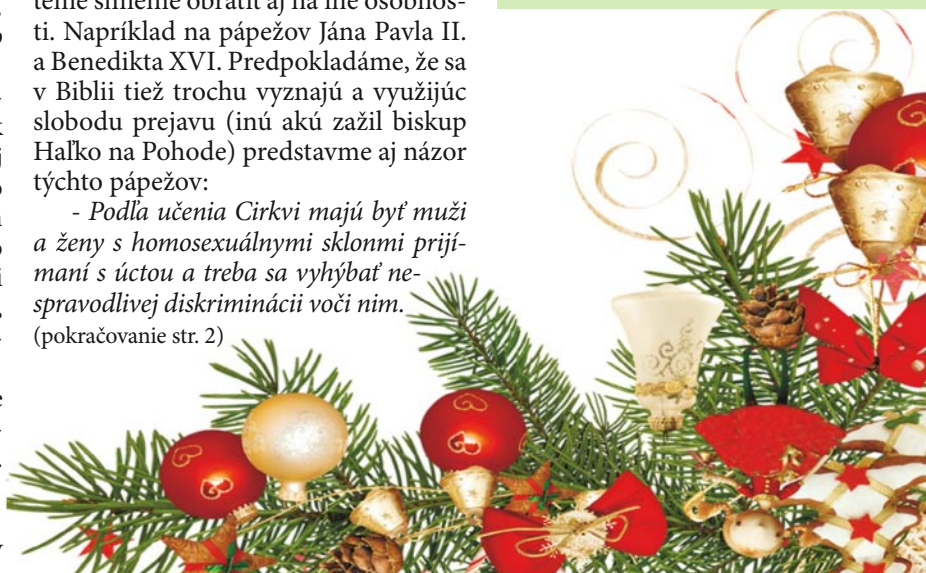 teme smieme obrátiť aj na iné osobnos-
ti. Napríklad na pápežov Jána Pavla II.
a Benedikta XVI. Predpokladáme, že sa
v Biblii tiež trochu vyznajú a využijúc
slobodu prejavu (inú akú zažil biskup
Haľko na Pohode) predstavme aj názor
týchto pápežov:
- Podľa učenia Cirkvi majú byť muži
a ženy s homosexuálnymi sklonmi prijí-
maní s úctou a treba sa vyhýbať ne-
spravodlivej diskriminácii voči nim.
(pokračovanie str. 2)